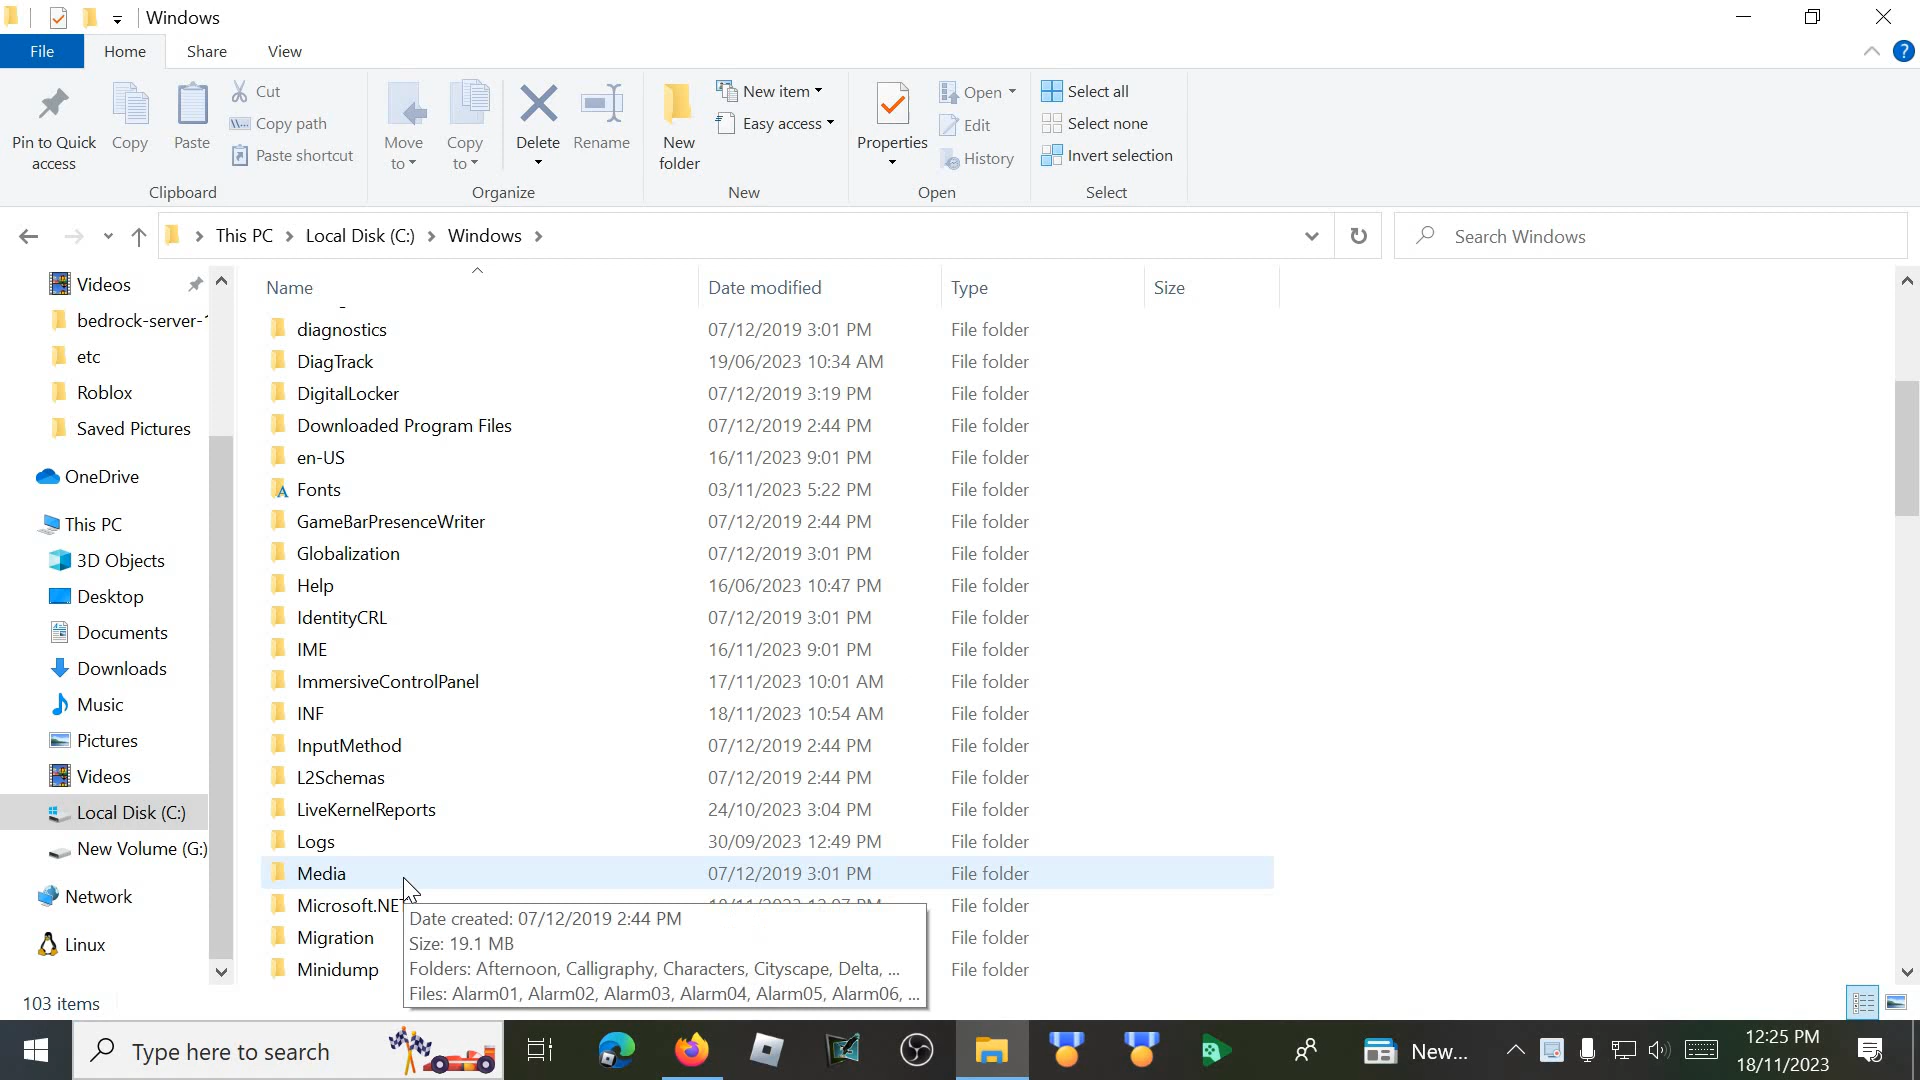 Windows
File Home Share View
Pin to Quick access
Copy
Paste
Cut
Copy path
Paste shortcut
Clipboard
Move to
Copy to
Delete
Rename
Organize
New folder
New item
Easy access
New
Properties
Open
Edit
History
Open
Select all
Select none
Invert selection
Select
This PC > Local Disk (C:) > Windows >
Search Windows
Videos
bedrock-server-1
etc
Roblox
Saved Pictures
OneDrive
This PC
3D Objects
Desktop
Documents
Downloads
Music
Pictures
Videos
Local Disk (C:)
New Volume (G:)
Network
Linux
Name Date modified Type Size
diagnostics 07/12/2019 3:01 PM File folder
DiagTrack 19/06/2023 10:34 AM File folder
DigitalLocker 07/12/2019 3:19 PM File folder
Downloaded Program Files 07/12/2019 2:44 PM File folder
en-US 16/11/2023 9:01 PM File folder
Fonts 03/11/2023 5:22 PM File folder
GameBarPresenceWriter 07/12/2019 2:44 PM File folder
Globalization 07/12/2019 3:01 PM File folder
Help 16/06/2023 10:47 PM File folder
IdentityCRL 07/12/2019 3:01 PM File folder
IME 16/11/2023 9:01 PM File folder
ImmersiveControlPanel 17/11/2023 10:01 AM File folder
INF 18/11/2023 10:54 AM File folder
InputMethod 07/12/2019 2:44 PM File folder
L2Schemas 07/12/2019 2:44 PM File folder
LiveKernelReports 24/10/2023 3:04 PM File folder
Logs 30/09/2023 12:49 PM File folder
Media 07/12/2019 3:01 PM File folder
Microsoft.NET File folder
Migration File folder
Minidump File folder
Date created: 07/12/2019 2:44 PM
Size: 19.1 MB
Folders: Afternoon, Calligraphy, Characters, Cityscape, Delta, ...
Files: Alarm01, Alarm02, Alarm03, Alarm04, Alarm05, Alarm06, ...
103 items
Type here to search
New...
12:25 PM
18/11/2023